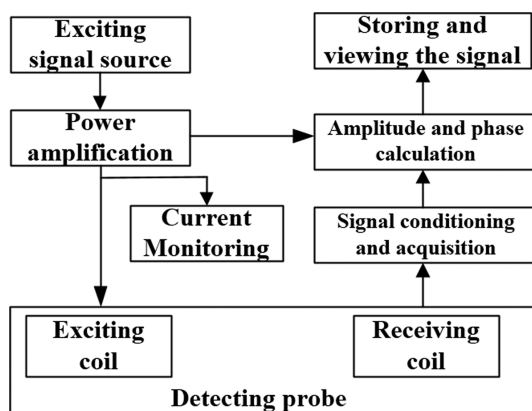 Exciting
signal source
Storing and
viewing the signal
Power
amplification
Amplitude and phase
calculation
Current
Monitoring
Signal conditioning
and acquisition
Exciting
coil
Receiving
coil
Detecting probe